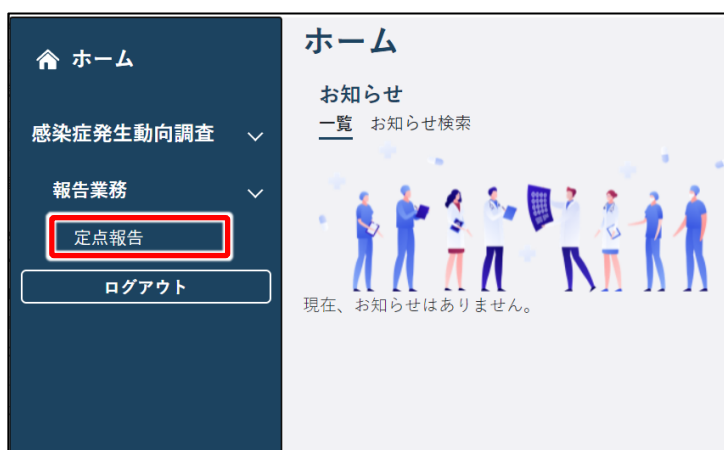 ホーム
感染症発生動向調査
報告業務
定点報告
ログアウト
ホーム
お知らせ
一覧 お知らせ検索
現在、お知らせはありません。